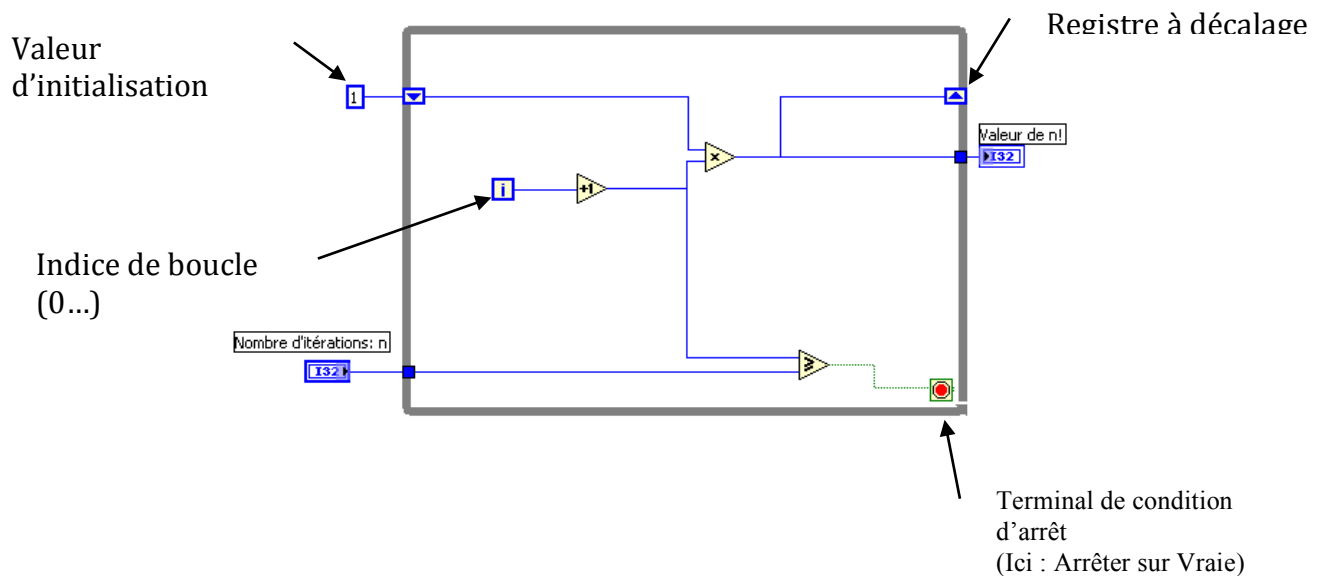 Valeur
d’initialisation
Registre à décalage
1
Valeur de n!
I32
x
i
+1
Indice de boucle
(0…)
Nombre d'itérations: n
I32
≥
Terminal de condition
d’arrêt
(Ici : Arrêter sur Vraie)